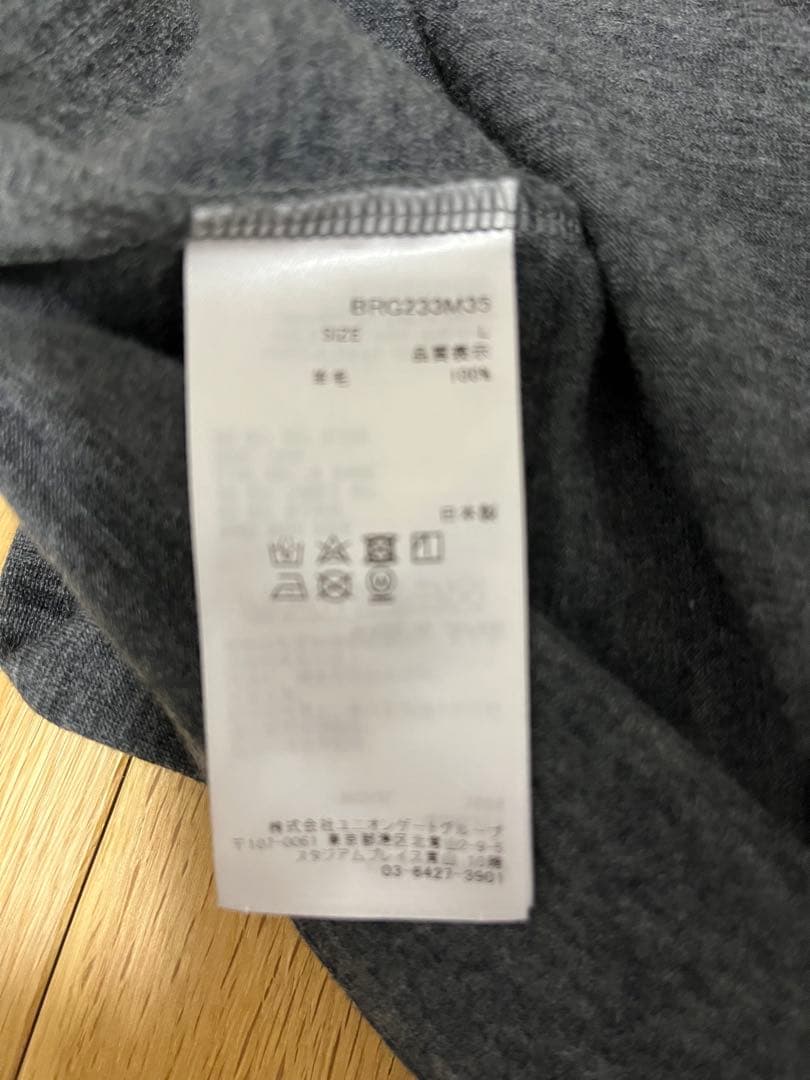 BRG233M35
SIZE L
品質表示
羊毛 100%
日本製
株式会社ユニオンゲートグループ
〒107-0061 東京都港区北青山2-9-5
スタジアムプレイス青山 10階
03-6427-3901